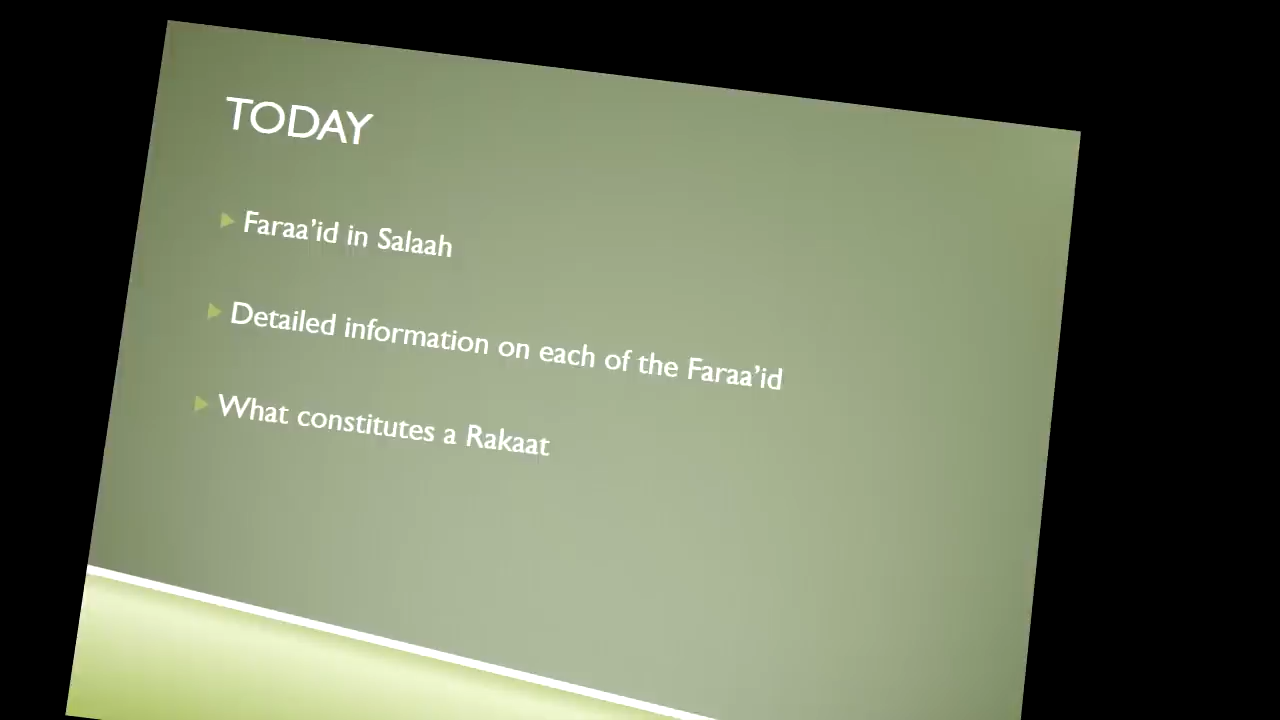 TODAY
Faraa'id in Salaah
Detailed information on each of the Faraa'id
What constitutes a Rakaat